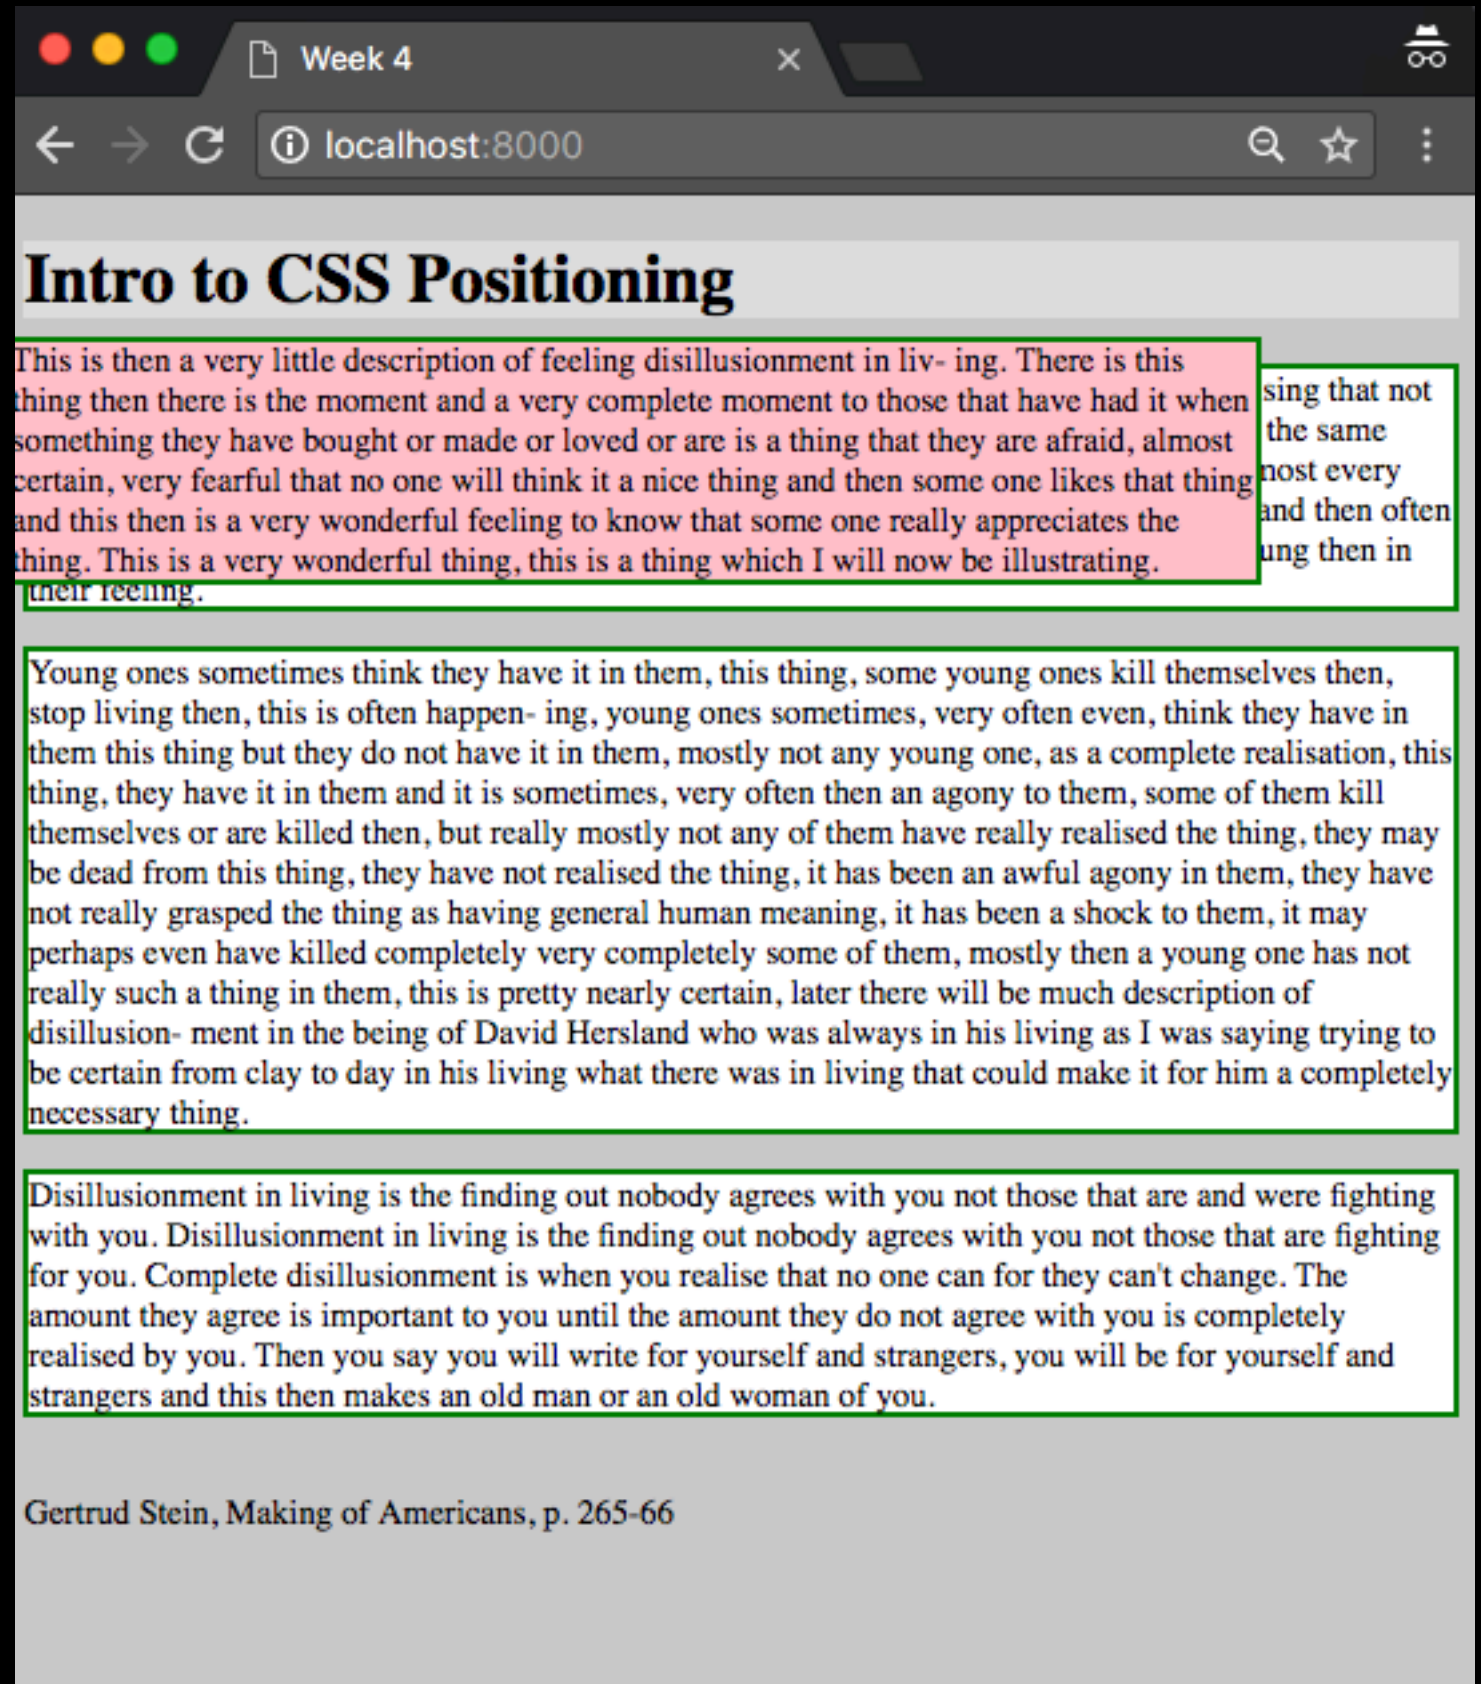 Week 4
localhost:8000
Intro to CSS Positioning
This is then a very little description of feeling disillusionment in liv- ing. There is this
thing then there is the moment and a very complete moment to those that have had it when
something they have bought or made or loved or are is a thing that they are afraid, almost
certain, very fearful that no one will think it a nice thing and then some one likes that thing
and this then is a very wonderful feeling to know that some one really appreciates the
thing. This is a very wonderful thing, this is a thing which I will now be illustrating.
sing that not
the same
every
and then often
then in
their feeling.
Young ones sometimes think they have it in them, this thing, some young ones kill themselves then,
stop living then, this is often happen- ing, young ones sometimes, very often even, think they have in
them this thing but they do not have it in them, mostly not any young one, as a complete realisation, this
thing, they have it in them and it is sometimes, very often then an agony to them, some of them kill
themselves or are killed then, but really mostly not any of them have really realised the thing, they may
be dead from this thing, they have not realised the thing, it has been an awful agony in them, they have
not really grasped the thing as having general human meaning, it has been a shock to them, it may
perhaps even have killed completely very completely some of them, mostly then a young one has not
really such a thing in them, this is pretty nearly certain, later there will be much description of
disillusion- ment in the being of David Hersland who was always in his living as I was saying trying to
be certain from clay to day in his living what there was in living that could make it for him a completely
necessary thing.
Disillusionment in living is the finding out nobody agrees with you not those that are and were fighting
with you. Disillusionment in living is the finding out nobody agrees with you not those that are fighting
for you. Complete disillusionment is when you realise that no one can for they can't change. The
amount they agree is important to you until the amount they do not agree with you is completely
realised by you. Then you say you will write for yourself and strangers, you will be for yourself and
strangers and this then makes an old man or an old woman of you.
Gertrud Stein, Making of Americans, p. 265-66